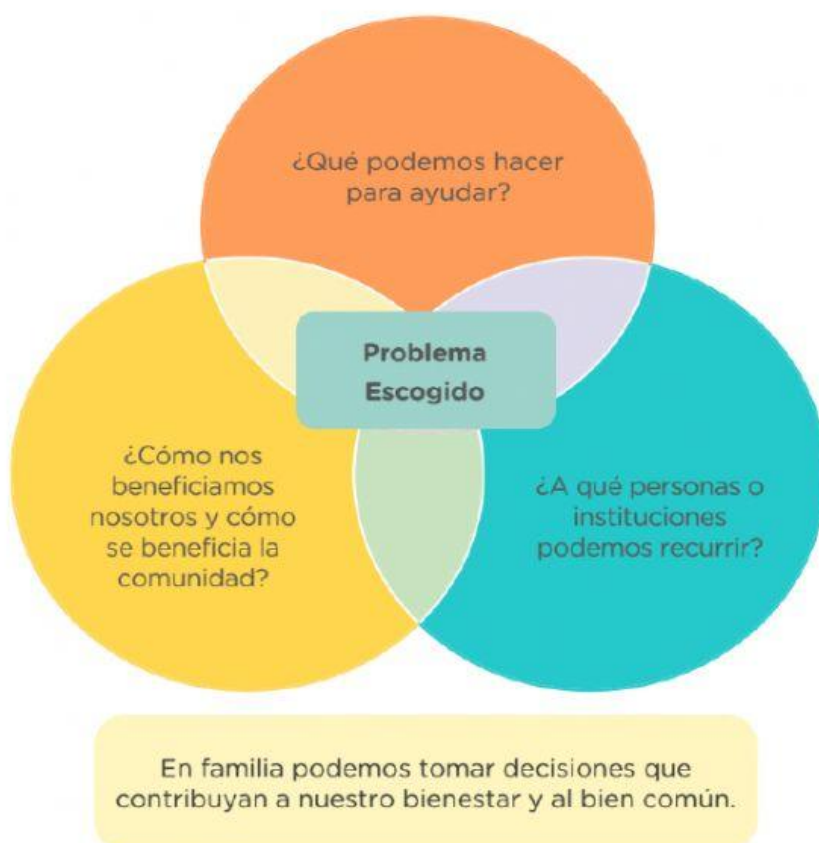 ¿Qué podemos hacer
para ayudar?
Problema
Escogido
¿Cómo nos
beneficiamos
nosotros y cómo
se beneficia la
comunidad?
¿A qué personas o
instituciones
podemos recurrir?
En familia podemos tomar decisiones que
contribuyan a nuestro bienestar y al bien común.